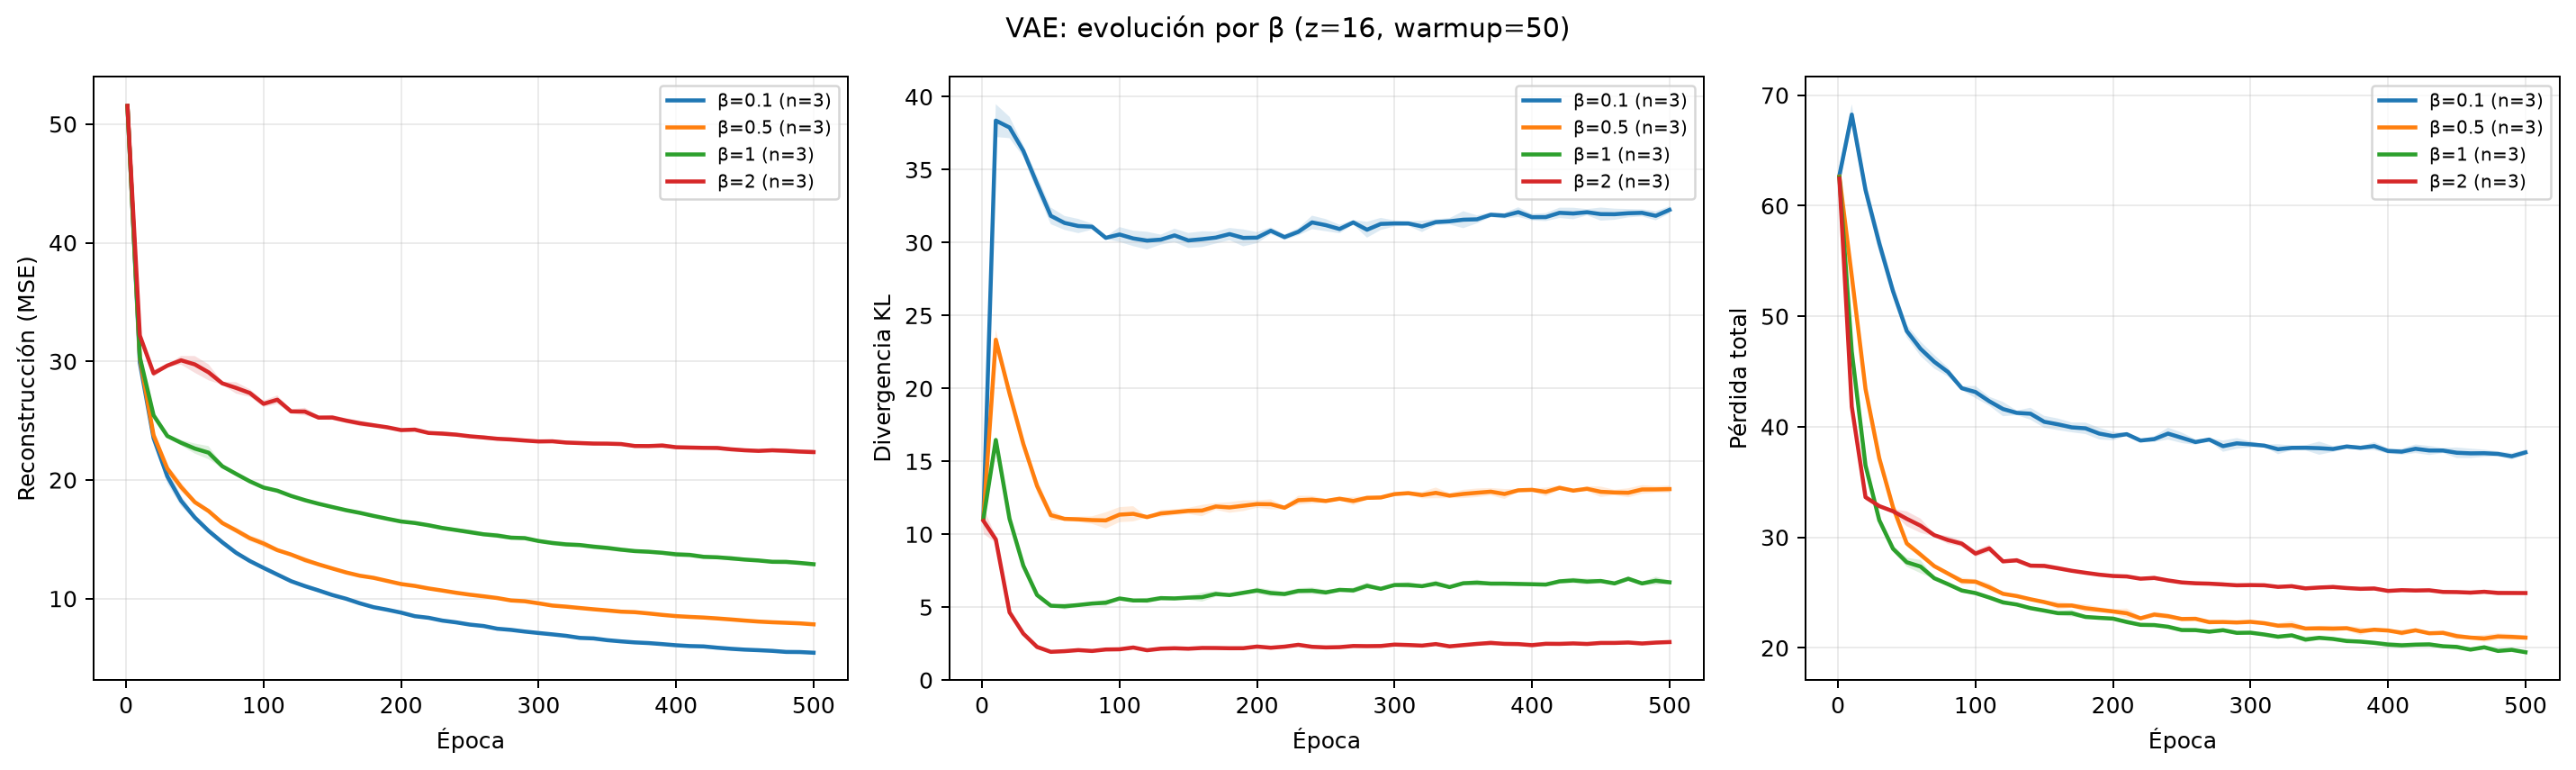 VAE: evolución por β (z=16, warmup=50)
Reconstrucción (MSE)
50
40
30
20
10
0
100
200
300
400
500
Época
β=0.1 (n=3)
β=0.5 (n=3)
β=1 (n=3)
β=2 (n=3)
Divergencia KL
40
35
30
25
20
15
10
5
0
0
100
200
300
400
500
Época
β=0.1 (n=3)
β=0.5 (n=3)
β=1 (n=3)
β=2 (n=3)
Pérdida total
70
60
50
40
30
20
0
100
200
300
400
500
Época
β=0.1 (n=3)
β=0.5 (n=3)
β=1 (n=3)
β=2 (n=3)